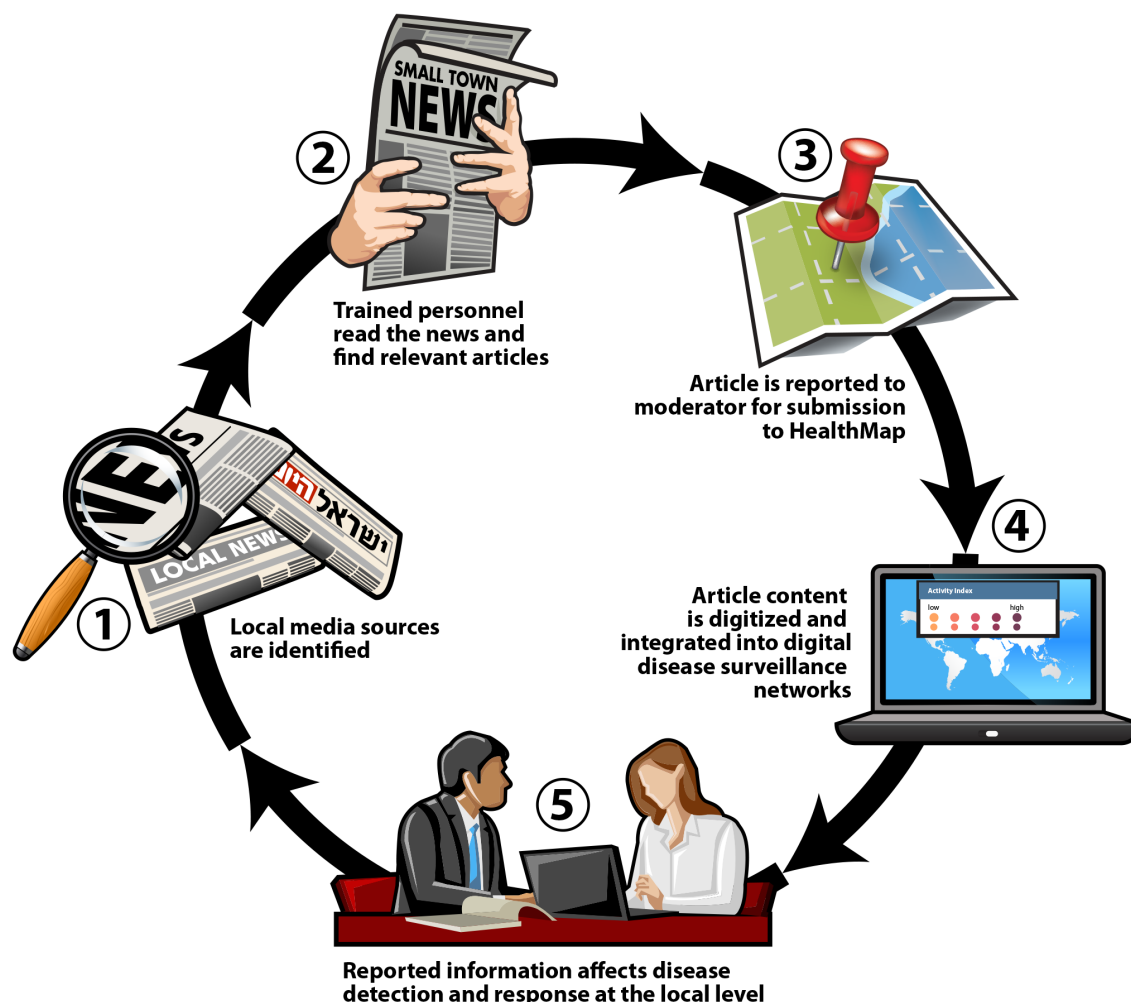 SMALL TOWN
NEWS
2
3
Trained personnel
read the news and
find relevant articles
Article is reported to
moderator for submission
to HealthMap
NE
S
ישראל היום
LOCAL NEWS
1
Local media sources
are identified
4
Activity Index
low high
Article content
is digitized and
integrated into digital
disease surveillance
networks
5
Reported information affects disease
detection and response at the local level